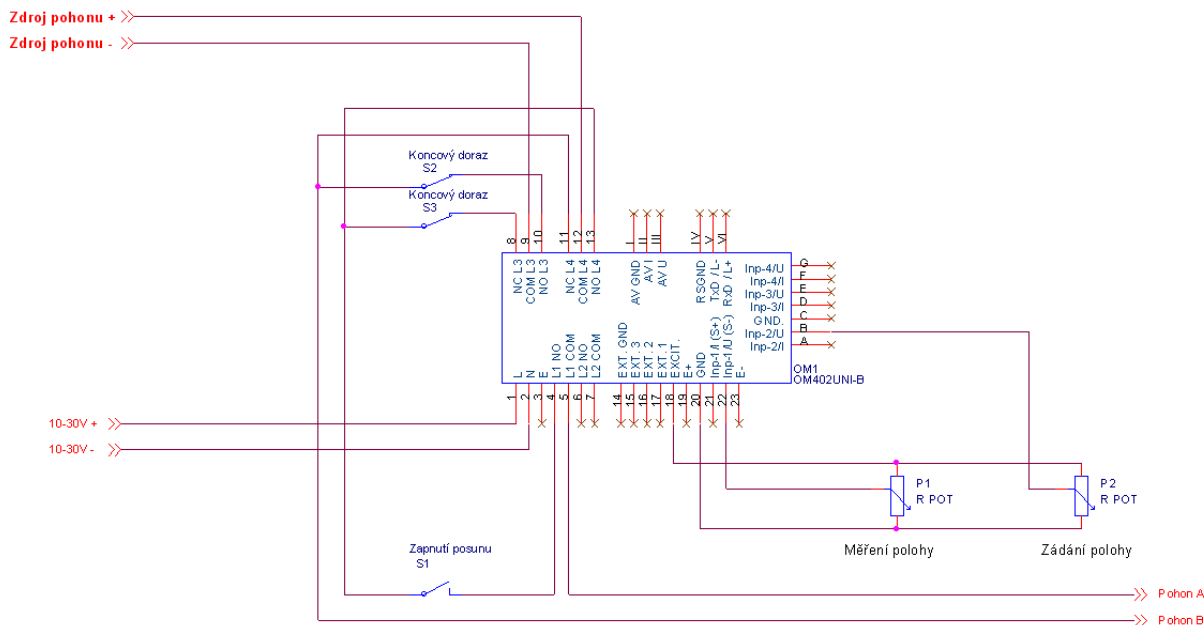 Zdroj pohonu +
Zdroj pohonu -
Koncový doraz
S2
Koncový doraz
S3
8
9
10
11
12
13
I
II
III
IV
V
VI
NC L3
COM L3
NO L3
NC L4
COM L4
NO L4
AV GND
AV I
AV U
RSGND
TxD / L-
RxD / L+
Inp-4/U
G
Inp-4/I
F
Inp-3/U
E
Inp-3/I
D
GND.
C
Inp-2/U
B
Inp-2/I
A
L
N
E
L1 NO
L1 COM
L2 NO
L2 COM
EXT. GND
EXT. 3
EXT. 2
EXT. 1
EXCIT.
E+
GND
Inp-1/I (S+)
Inp-1/U (S-)
E-
OM1
OM402UNI-B
1
2
3
4
5
6
7
14
15
16
17
18
19
20
21
22
23
10-30V +
10-30V -
P1
R POT
P2
R POT
Měření polohy
Zádání polohy
Zapnutí posunu
S1
Pohon A
Pohon B